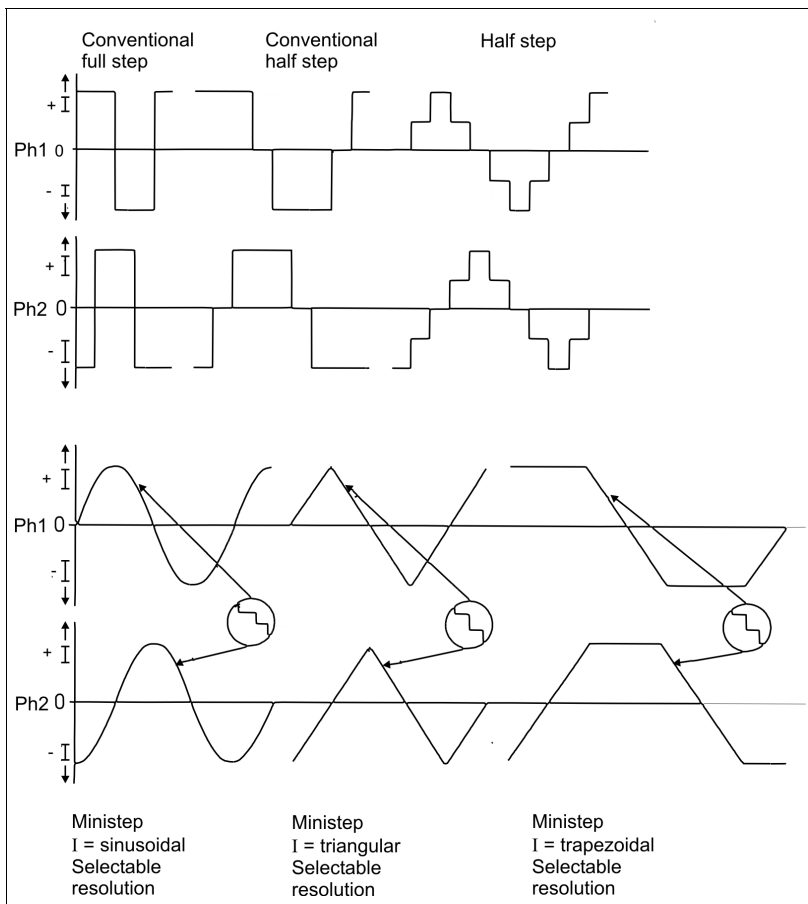 Conventional
full step
Conventional
half step
Half step
+ I
Ph1 0
- I
+ I
Ph2 0
- I
+ I
Ph1 0
- I
+ I
Ph2 0
- I
Ministep
I = sinusoidal
Selectable
resolution
Ministep
I = triangular
Selectable
resolution
Ministep
I = trapezoidal
Selectable
resolution